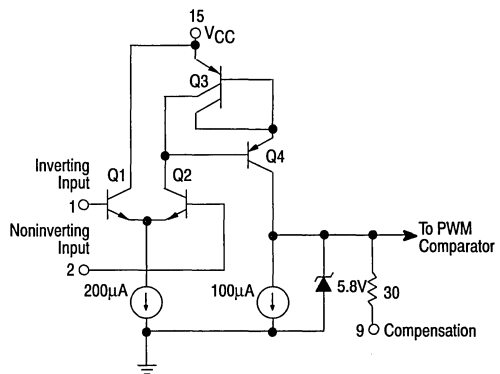 15
VCC
Q3
Q4
Inverting
Input
Q1
Q2
1
Noninverting
Input
2
To PWM
Comparator
200μA
100μA
5.8V
30
9
Compensation